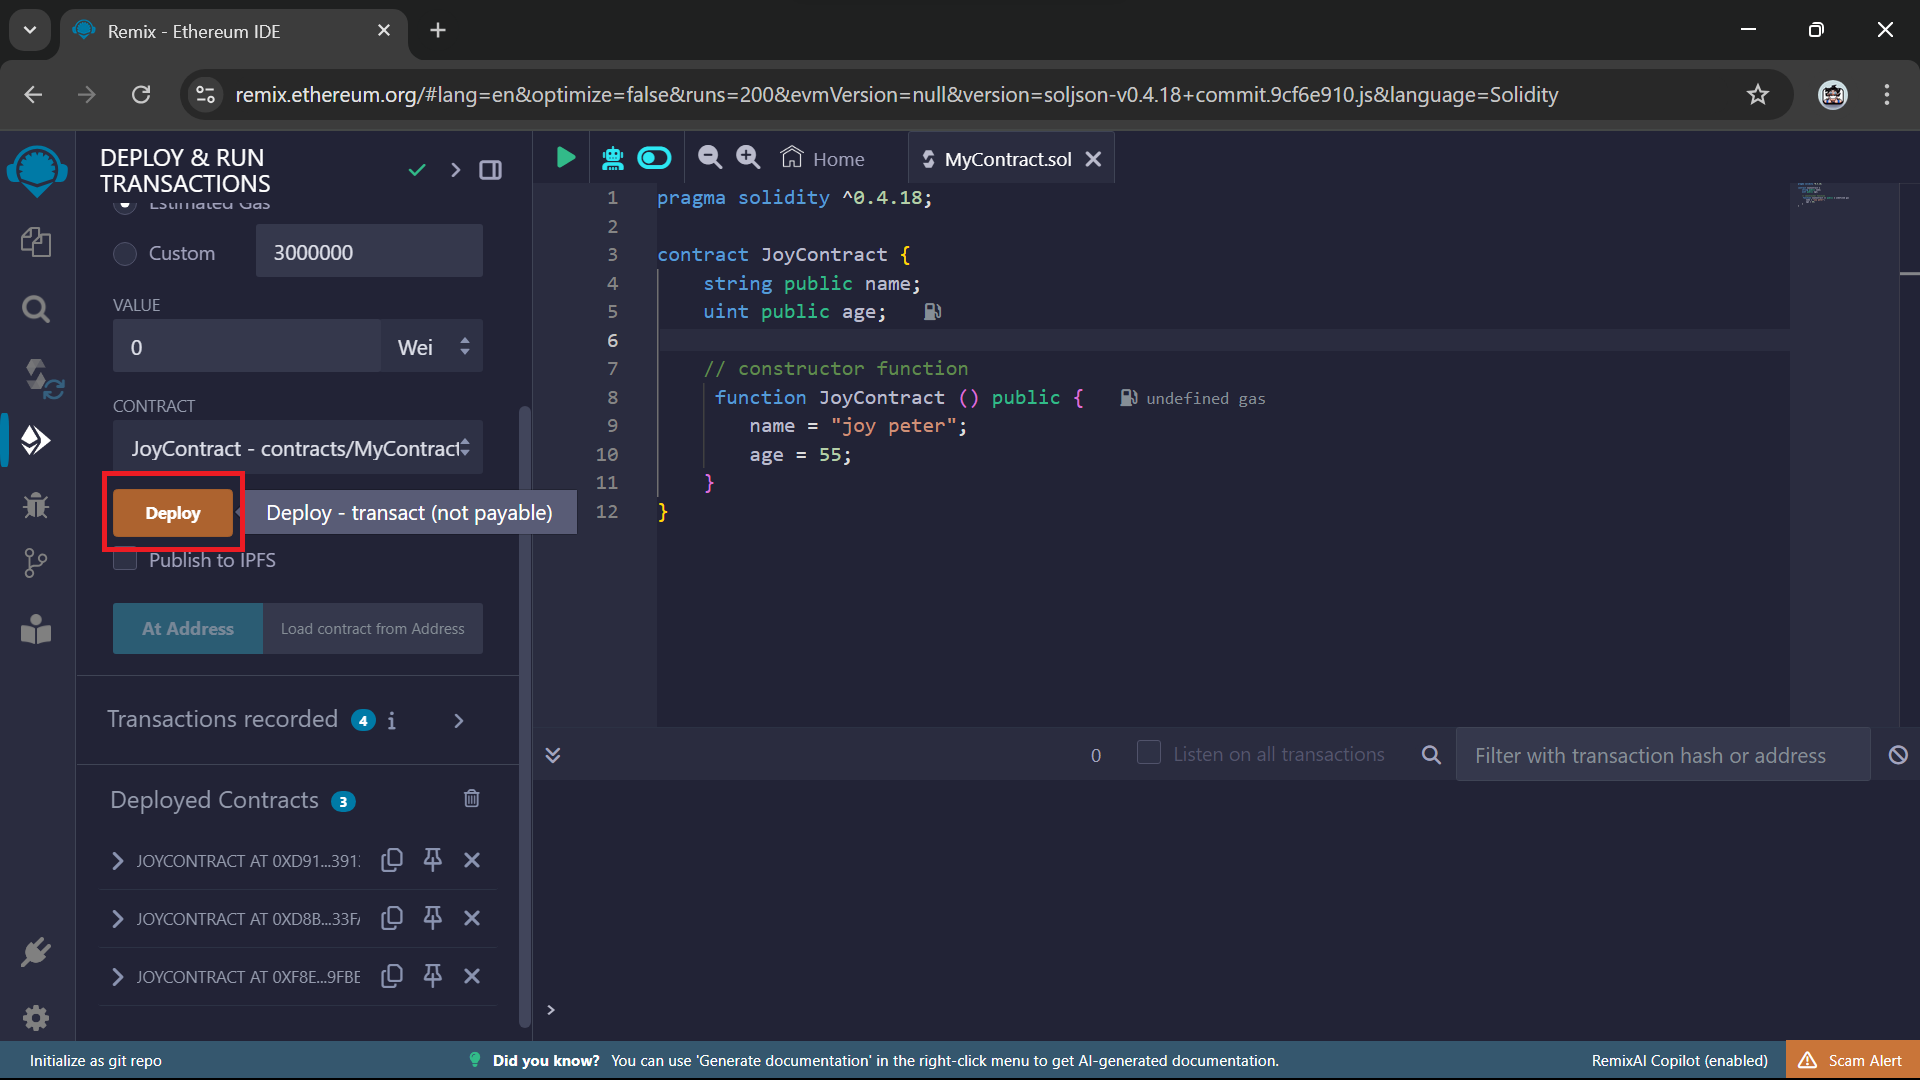 Remix - Ethereum IDE
remix.ethereum.org/#lang=en&optimize=false&runs=200&evmVersion=null&version=soljson-v0.4.18+commit.9cf6e910.js&language=Solidity
DEPLOY & RUN
TRANSACTIONS
Estimated Gas
Custom
3000000
VALUE
0
Wei
CONTRACT
JoyContract - contracts/MyContract
Deploy
Deploy - transact (not payable)
Publish to IPFS
At Address
Load contract from Address
Transactions recorded 4 i
Deployed Contracts 3
JOYCONTRACT AT 0XD91...391
JOYCONTRACT AT 0XD8B...33F
JOYCONTRACT AT 0XF8E...9FBE
Home
MyContract.sol
1 pragma solidity ^0.4.18;
2
3 contract JoyContract {
4 string public name;
5 uint public age;
6
7 // constructor function
8 function JoyContract () public { undefined gas
9 name = "joy peter";
10 age = 55;
11 }
12 }
0
Listen on all transactions
Filter with transaction hash or address
>
Initialize as git repo
Did you know? You can use 'Generate documentation' in the right-click menu to get AI-generated documentation.
RemixAI Copilot (enabled)
Scam Alert